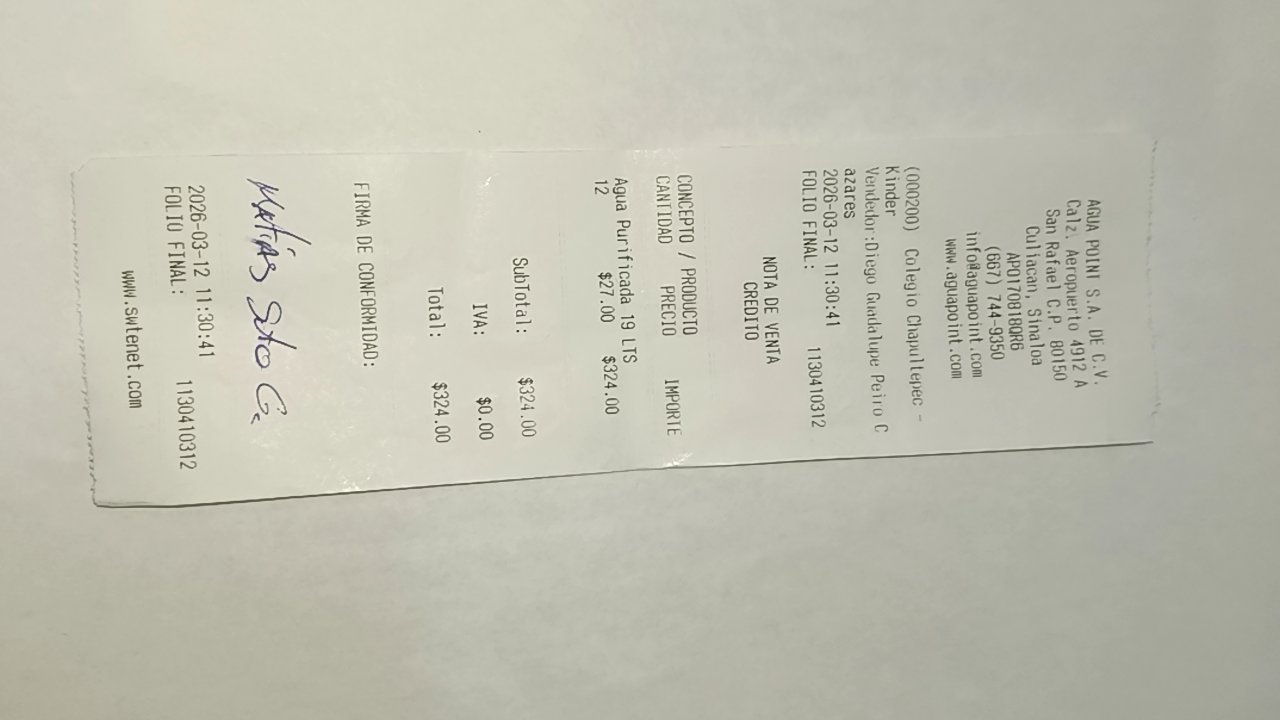 AGUA POINT S.A. DE C.V.
Calz. Aeropuerto 4912 A
San Rafael C.P. 80150
Culiacan, Sinaloa
APO170818QR6
(667) 744-9350
info@aguapoint.com
www.aguapoint.com
(000200) Colegio Chapultepec -
Kinder
Vendedor:Diego Guadalupe Peiro C
azares
2026-03-12 11:30:41
FOLIO FINAL: 1130410312
NOTA DE VENTA
CREDITO
CONCEPTO / PRODUCTO
CANTIDAD PRECIO IMPORTE
Agua Purificada 19 LTS
12 $27.00 $324.00
SubTotal: $324.00
IVA: $0.00
Total: $324.00
FIRMA DE CONFORMIDAD:
Matías Soto G.
2026-03-12 11:30:41
FOLIO FINAL: 1130410312
www.swtenet.com